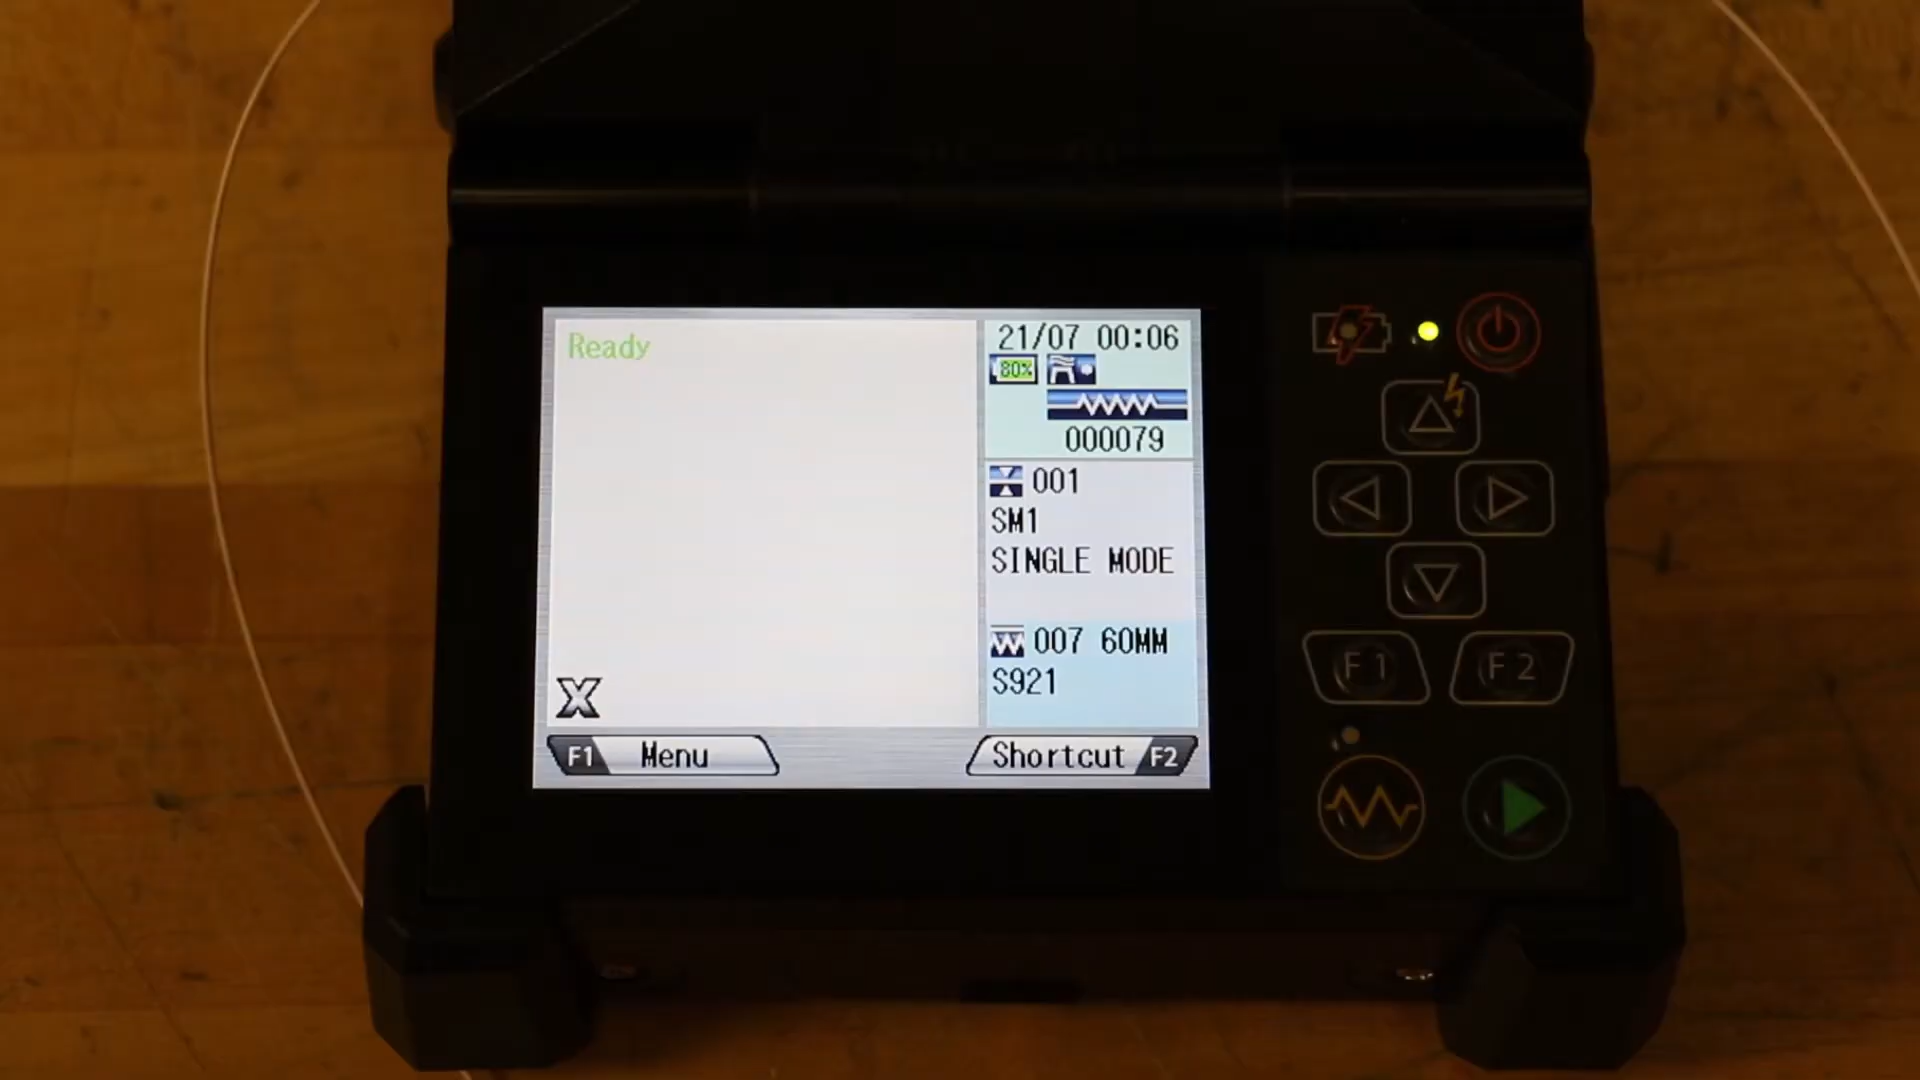 Ready
21/07 00:06
80%
000079
001
SM1
SINGLE MODE
007 60MM
S921
X
F1 Menu
Shortcut F2
F1
F2